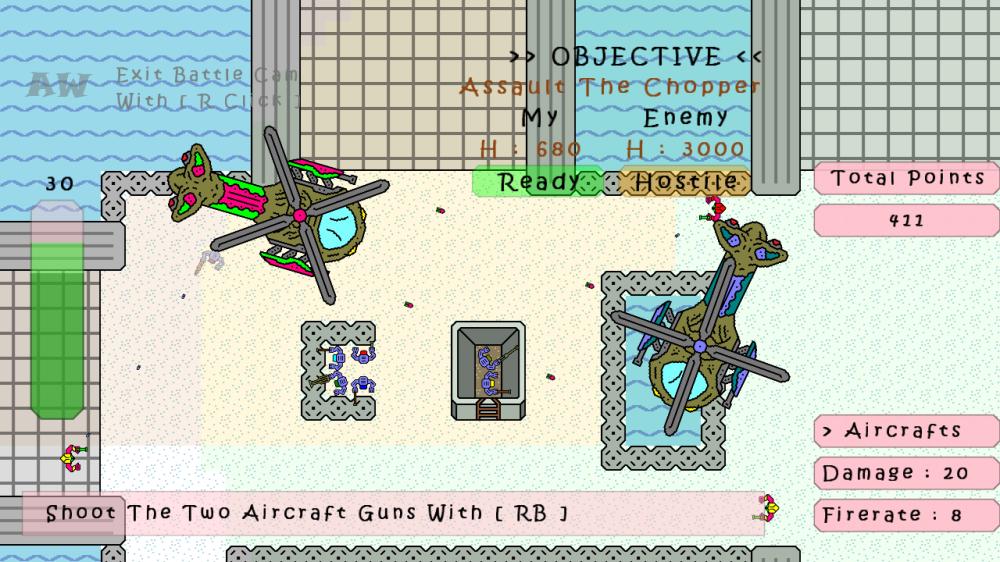 >> OBJECTIVE <<
AW
Exit Battle Cam
With [ R Click ]
Assault The Chopper
My Enemy
H : 680 H : 3000
Ready Hostile
30
Total Points
411
> Aircrafts
Damage : 20
Firerate : 8
Shoot The Two Aircraft Guns With [ RB ]